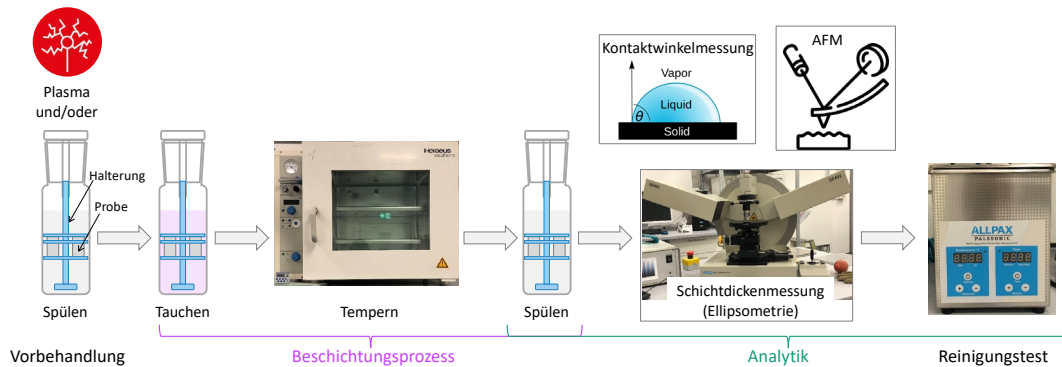 Plasma
und/oder
Halterung
Probe
Spülen
Vorbehandlung
Tauchen
Heraeus
Tempern
Spülen
Beschichtungsprozess
Kontaktwinkelmessung
Vapor
Liquid
θ
Solid
AFM
Schichtdickenmessung
(Ellipsometrie)
Analytik
ALLPAX
PALSSONIC
Reinigungstest